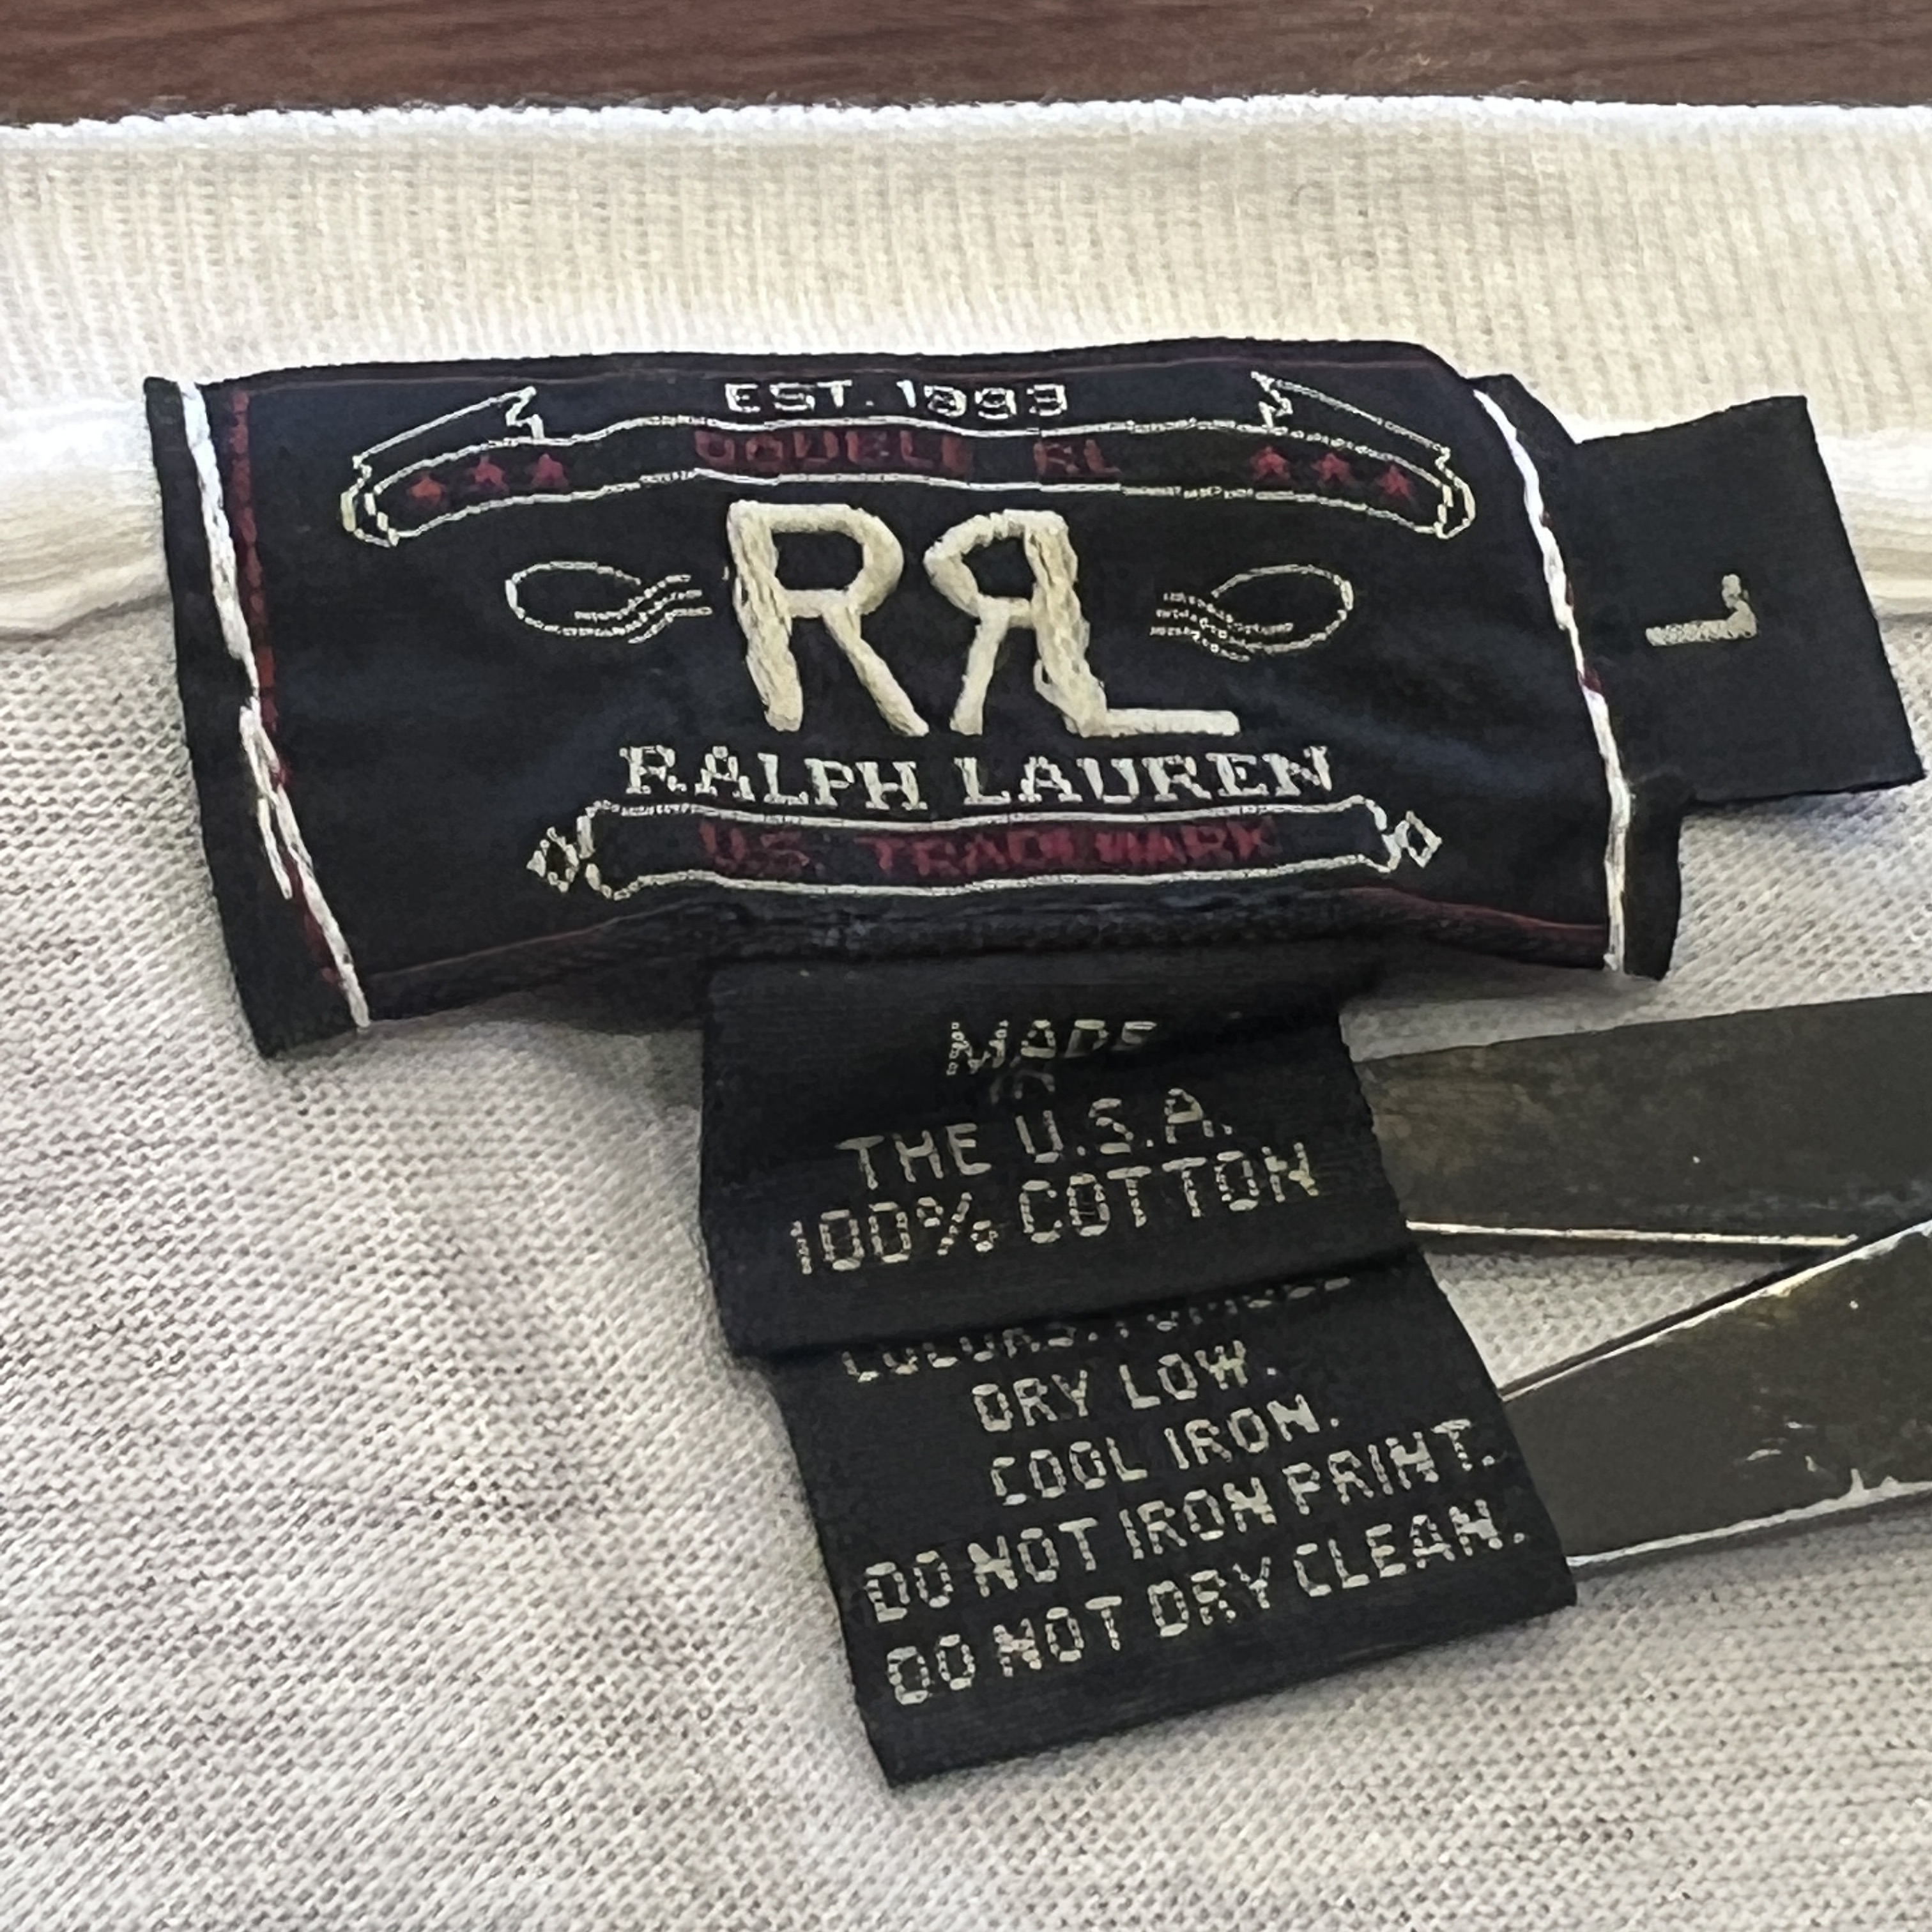 EST. 1993
DOUBLE RL
RRL
RALPH LAUREN
U.S. TRADEMARK
L
MADE
IN
THE U.S.A.
100% COTTON
COLORS.
DRY LOW.
COOL IRON.
DO NOT IRON PRINT.
DO NOT DRY CLEAN.